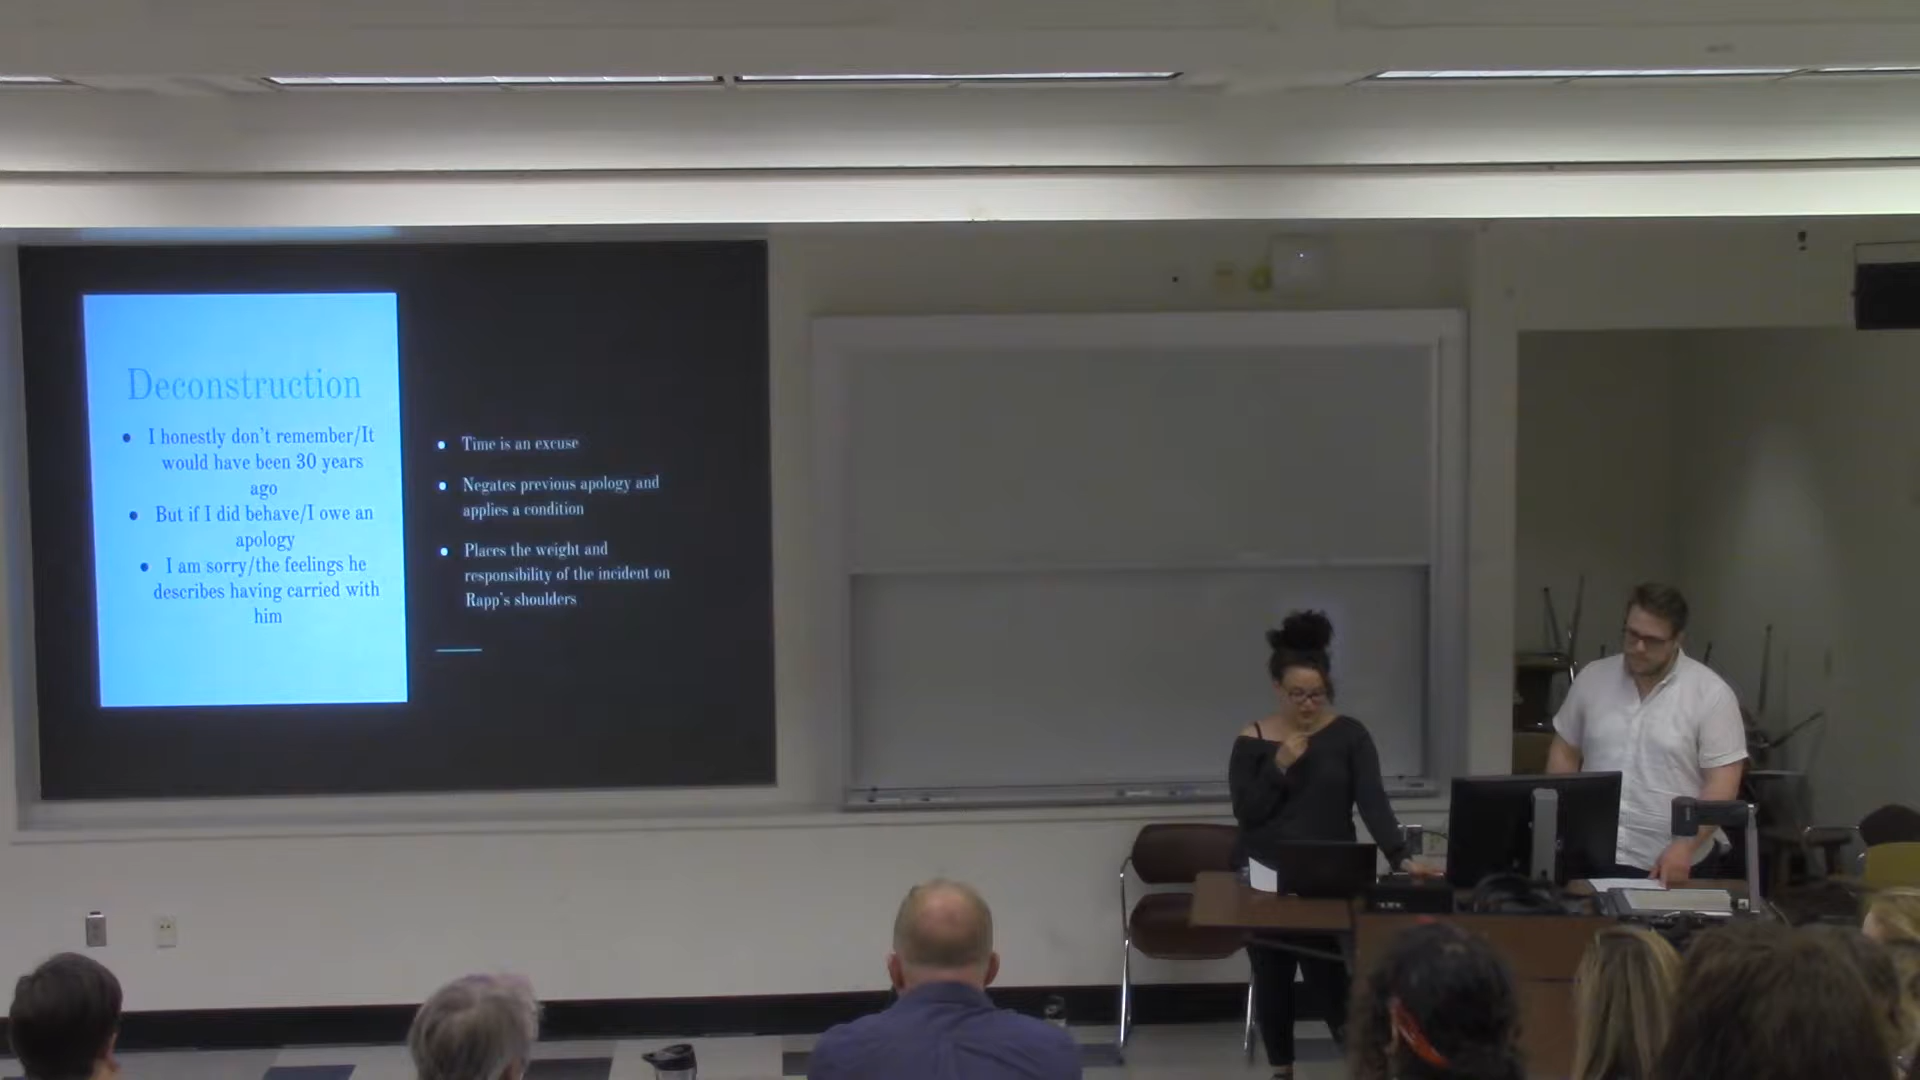 Deconstruction
● I honestly don't remember/It
would have been 30 years
ago
● But if I did behave/I owe an
apology
● I am sorry/the feelings he
describes having carried with
him
● Time is an excuse
● Negates previous apology and
applies a condition
● Places the weight and
responsibility of the incident on
Rapp's shoulders